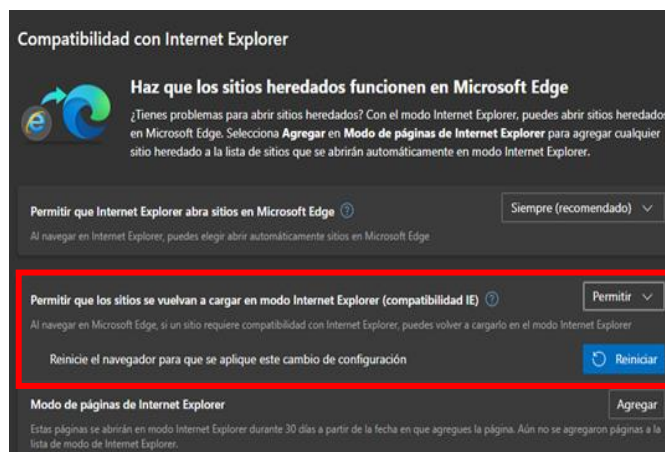 Compatibilidad con Internet Explorer
Haz que los sitios heredados funcionen en Microsoft Edge
¿Tienes problemas para abrir sitios heredados? Con el modo Internet Explorer, puedes abrir sitios heredados
en Microsoft Edge. Selecciona Agregar en Modo de páginas de Internet Explorer para agregar cualquier
sitio heredado a la lista de sitios que se abrirán automáticamente en modo Internet Explorer.
Permitir que Internet Explorer abra sitios en Microsoft Edge
Siempre (recomendado)
Al navegar en Internet Explorer, puedes elegir abrir automáticamente sitios en Microsoft Edge
Permitir que los sitios se vuelvan a cargar en modo Internet Explorer (compatibilidad IE)
Permitir
Al navegar en Microsoft Edge, si un sitio requiere compatibilidad con Internet Explorer, puedes volver a cargarlo en el modo Internet Explorer
Reinicie el navegador para que se aplique este cambio de configuración
Reiniciar
Modo de páginas de Internet Explorer
Agregar
Estas páginas se abrirán en modo Internet Explorer durante 30 días a partir de la fecha en que agregues la página. Aún no se agregaron páginas a la
lista de modo de Internet Explorer.